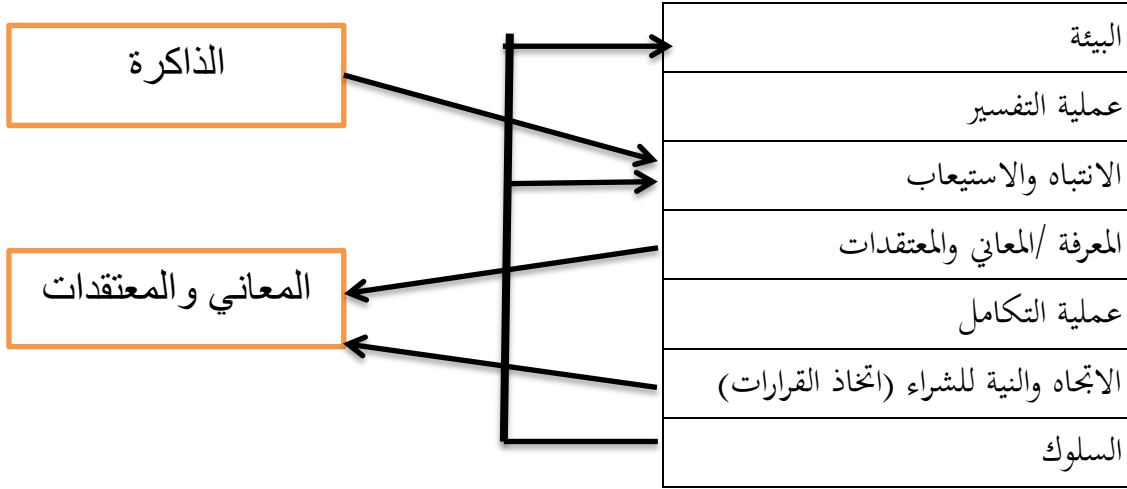 البيئة
عملية التفسير
الانتباه والاستيعاب
المعرفة /المعاني والمعتقدات
عملية التكامل
الاتجاه والنية للشراء (اتخاذ القرارات)
السلوك
الذاكرة
المعاني والمعتقدات